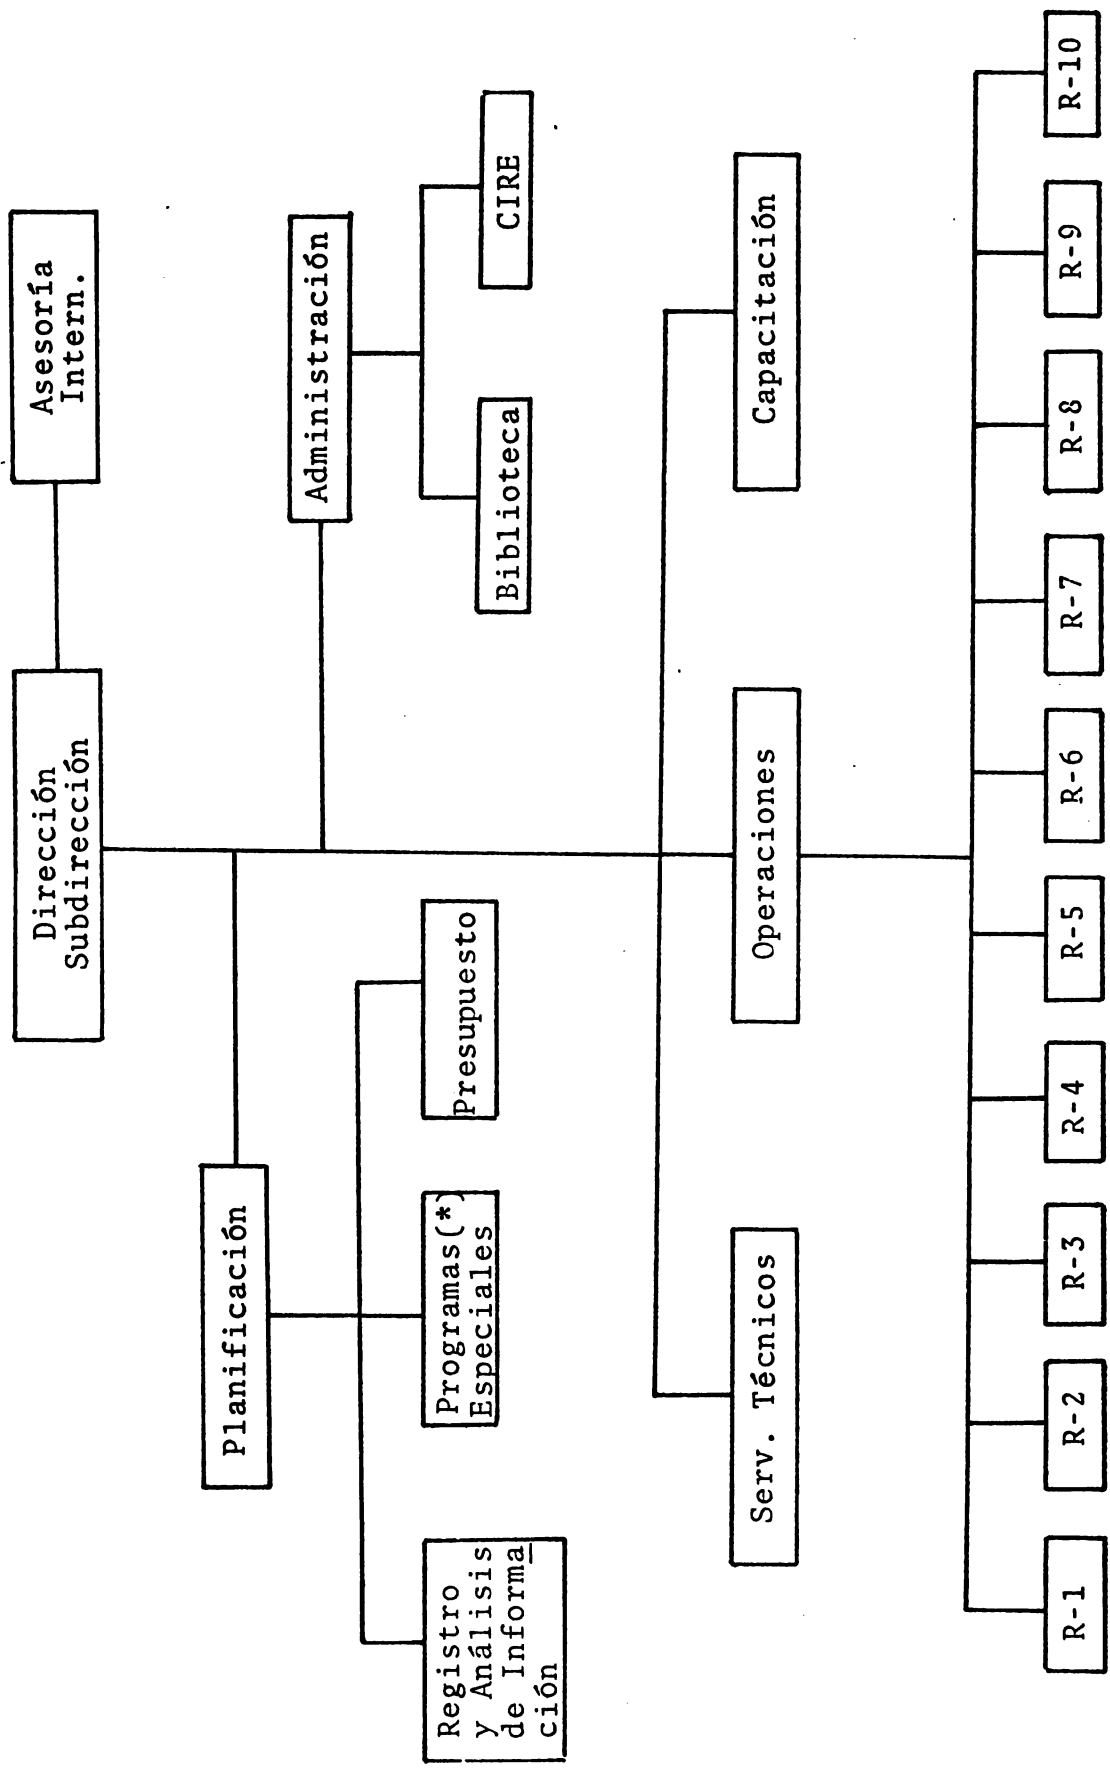 Dirección
Subdirección
Asesoría
Intern.
Planificación
Administración
Registro
y Análisis
de Informa
ción
Programas(*)
Especiales
Presupuesto
Biblioteca
CIRE
Serv. Técnicos
Operaciones
Capacitación
R-1
R-2
R-3
R-4
R-5
R-6
R-7
R-8
R-9
R-10